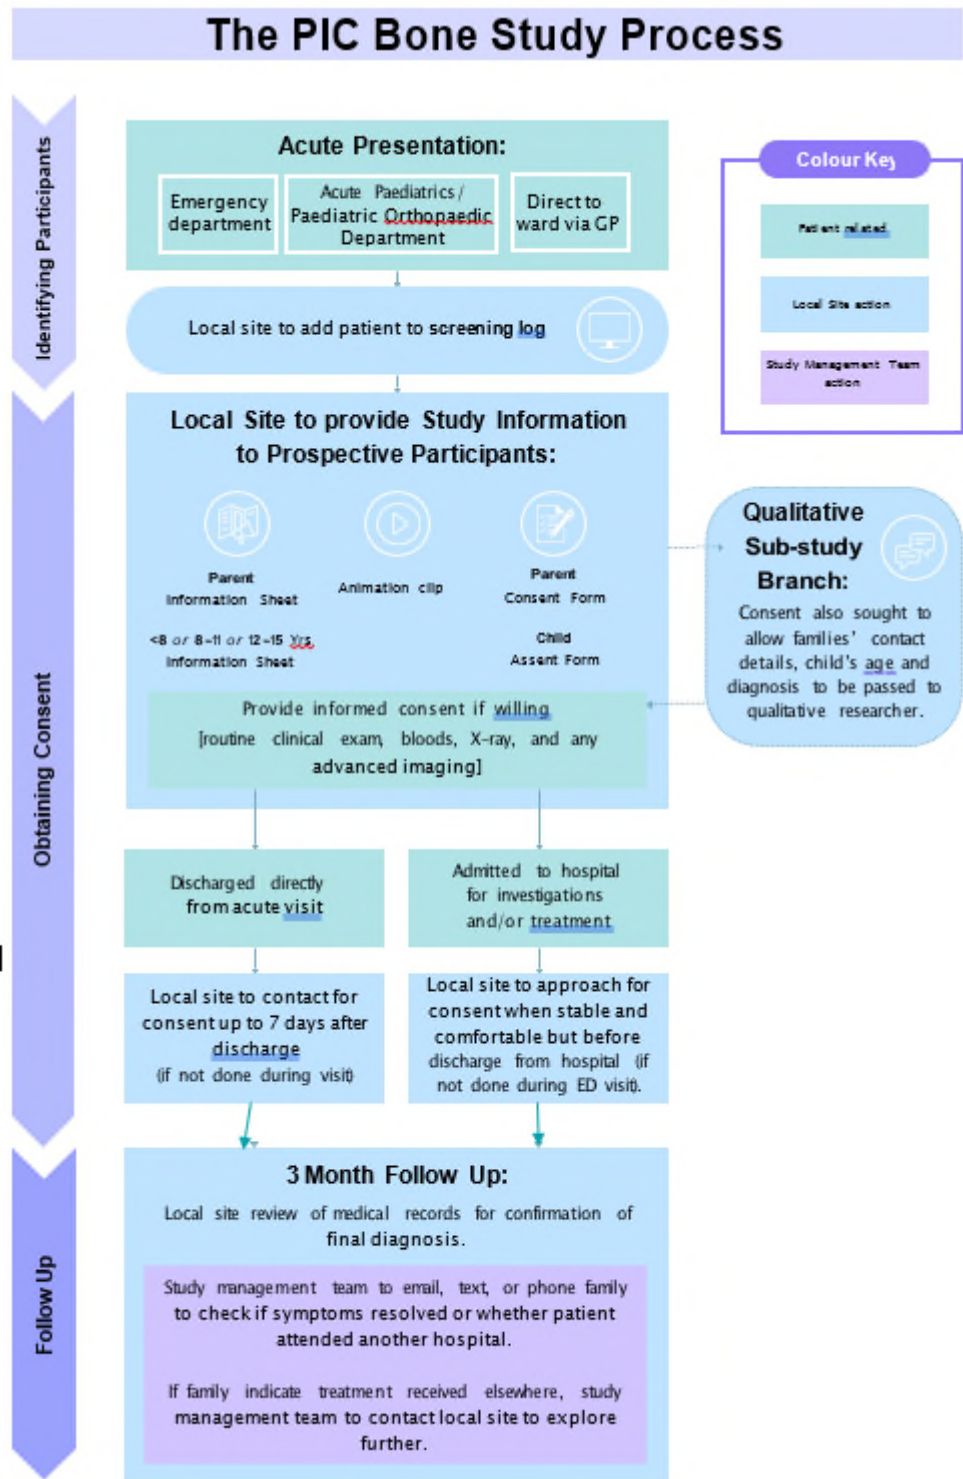 The PIC Bone Study Process
Identifying Participants
Acute Presentation:
Emergency
department
Acute Paediatrics /
Paediatric Orthopaedic
Department
Direct to
ward via GP
Local site to add patient to screening log
Colour Key
Patient related
Local Site action
Study Management Team
action
Obtaining Consent
Local Site to provide Study Information
to Prospective Participants:
Parent
Information Sheet
<8 or 8-11 or 12-15 Yrs
Information Sheet
Animation clip
Parent
Consent Form
Child
Assent Form
Provide informed consent if willing
[routine clinical exam, bloods, X-ray, and any
advanced imaging]
Qualitative
Sub-study
Branch:
Consent also sought to
allow families' contact
details, child's age and
diagnosis to be passed to
qualitative researcher.
Discharged directly
from acute visit
Admitted to hospital
for investigations
and/or treatment
Local site to contact for
consent up to 7 days after
discharge
(if not done during visit)
Local site to approach for
consent when stable and
comfortable but before
discharge from hospital (if
not done during ED visit).
Follow Up
3 Month Follow Up:
Local site review of medical records for confirmation of
final diagnosis.
Study management team to email, text, or phone family
to check if symptoms resolved or whether patient
attended another hospital.
If family indicate treatment received elsewhere, study
management team to contact local site to explore
further.